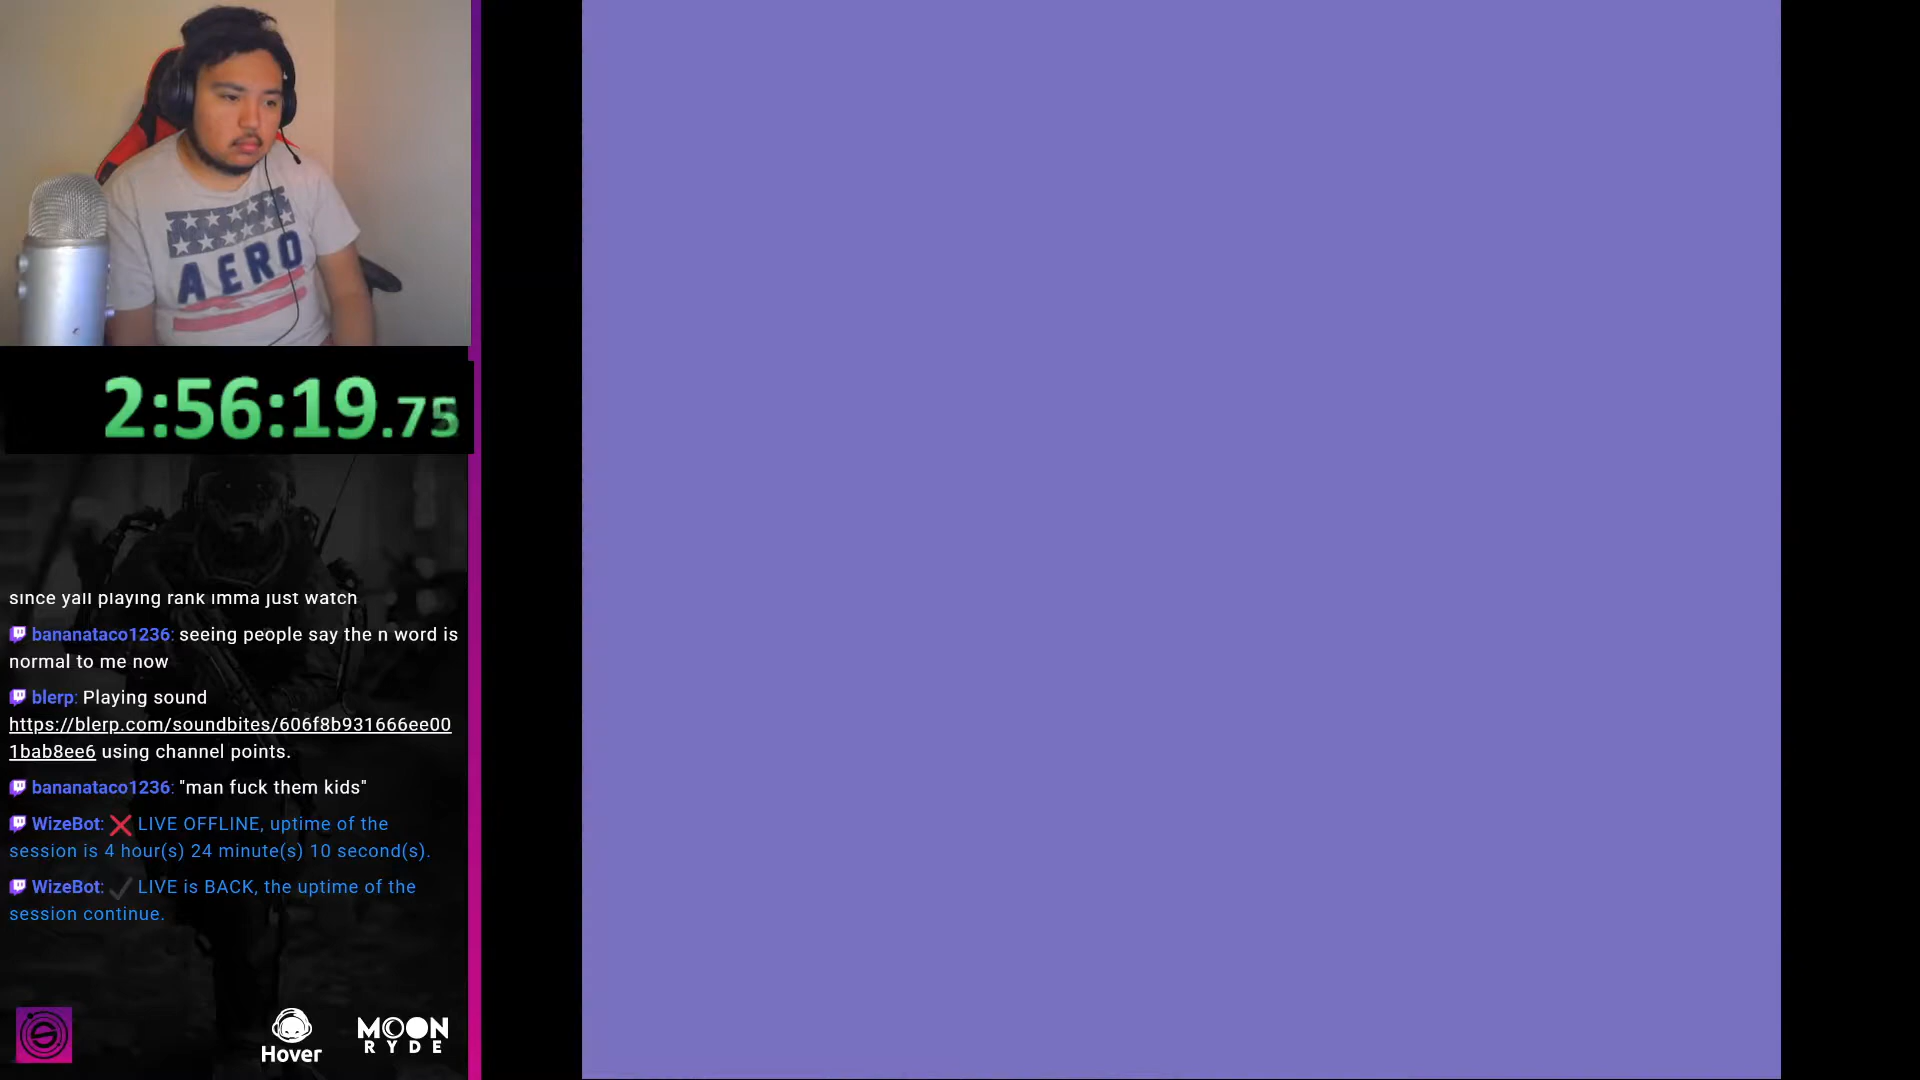 AERO
2:56:19.75
since yall playing rank imma just watch
bananataco1236: seeing people say the n word is
normal to me now
blerp: Playing sound
https://blerp.com/soundbites/606f8b931666ee00
1bab8ee6 using channel points.
bananataco1236: "man fuck them kids"
WizeBot: ❌ LIVE OFFLINE, uptime of the
session is 4 hour(s) 24 minute(s) 10 second(s).
WizeBot: ✓ LIVE is BACK, the uptime of the
session continue.
Hover
MOON
RYDE